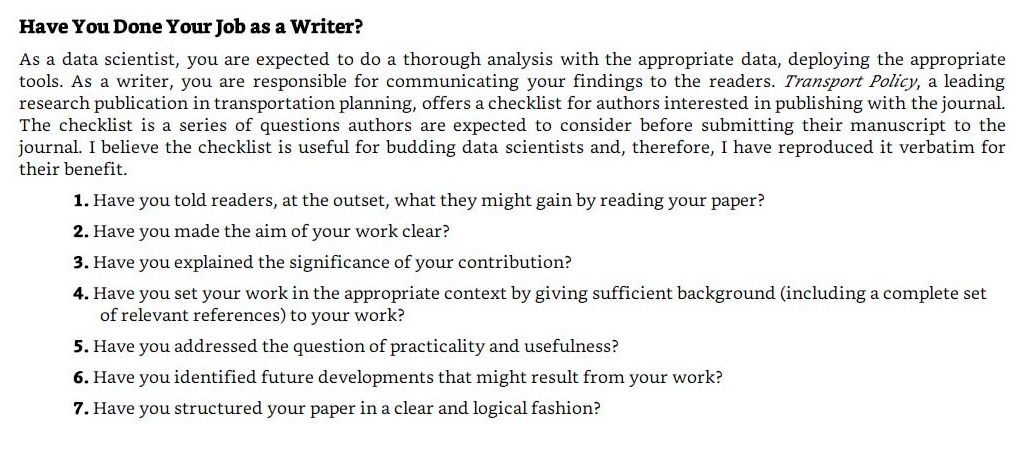 Have You Done Your Job as a Writer?
As a data scientist, you are expected to do a thorough analysis with the appropriate data, deploying the appropriate
tools. As a writer, you are responsible for communicating your findings to the readers. Transport Policy, a leading
research publication in transportation planning, offers a checklist for authors interested in publishing with the journal.
The checklist is a series of questions authors are expected to consider before submitting their manuscript to the
journal. I believe the checklist is useful for budding data scientists and, therefore, I have reproduced it verbatim for
their benefit.
1. Have you told readers, at the outset, what they might gain by reading your paper?
2. Have you made the aim of your work clear?
3. Have you explained the significance of your contribution?
4. Have you set your work in the appropriate context by giving sufficient background (including a complete set
of relevant references) to your work?
5. Have you addressed the question of practicality and usefulness?
6. Have you identified future developments that might result from your work?
7. Have you structured your paper in a clear and logical fashion?